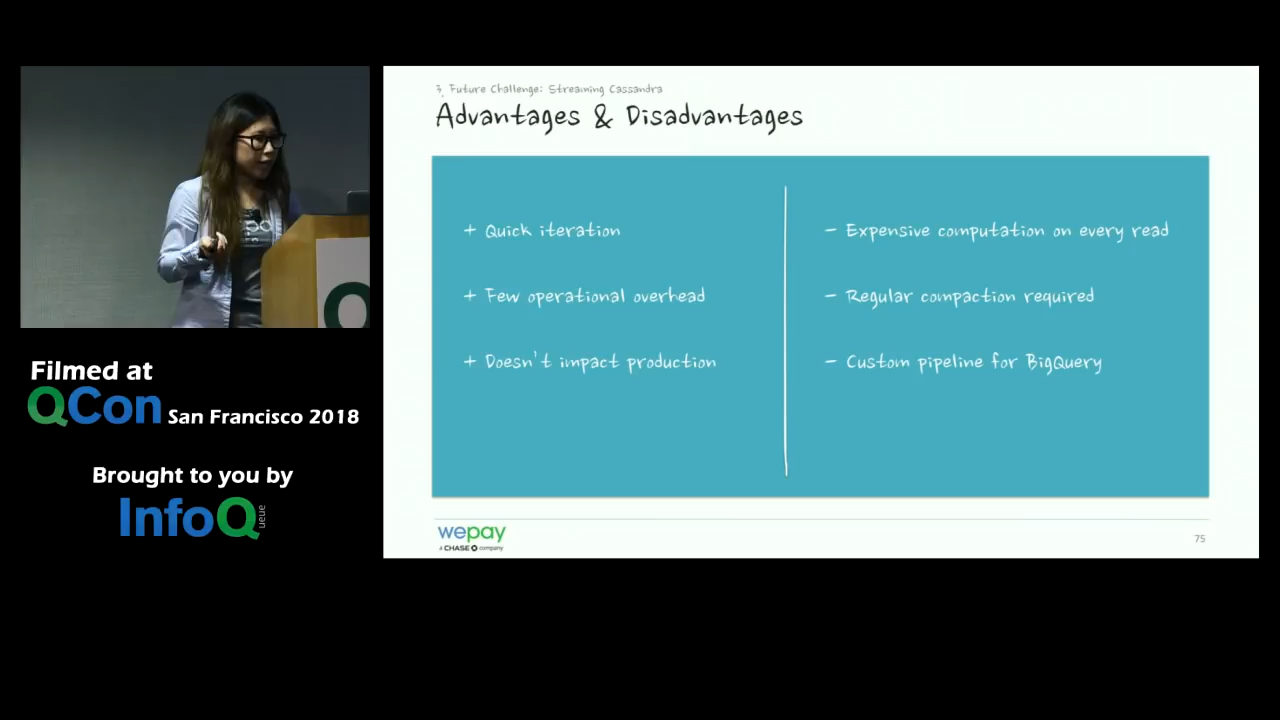 3. Future Challenge: Streaming Cassandra
Advantages & Disadvantages
+ Quick iteration
+ Few operational overhead
+ Doesn't impact production
- Expensive computation on every read
- Regular compaction required
- Custom pipeline for BigQuery
wepay
A CHASE company
75
Filmed at
QCon San Francisco 2018
Brought to you by
InfoQueue